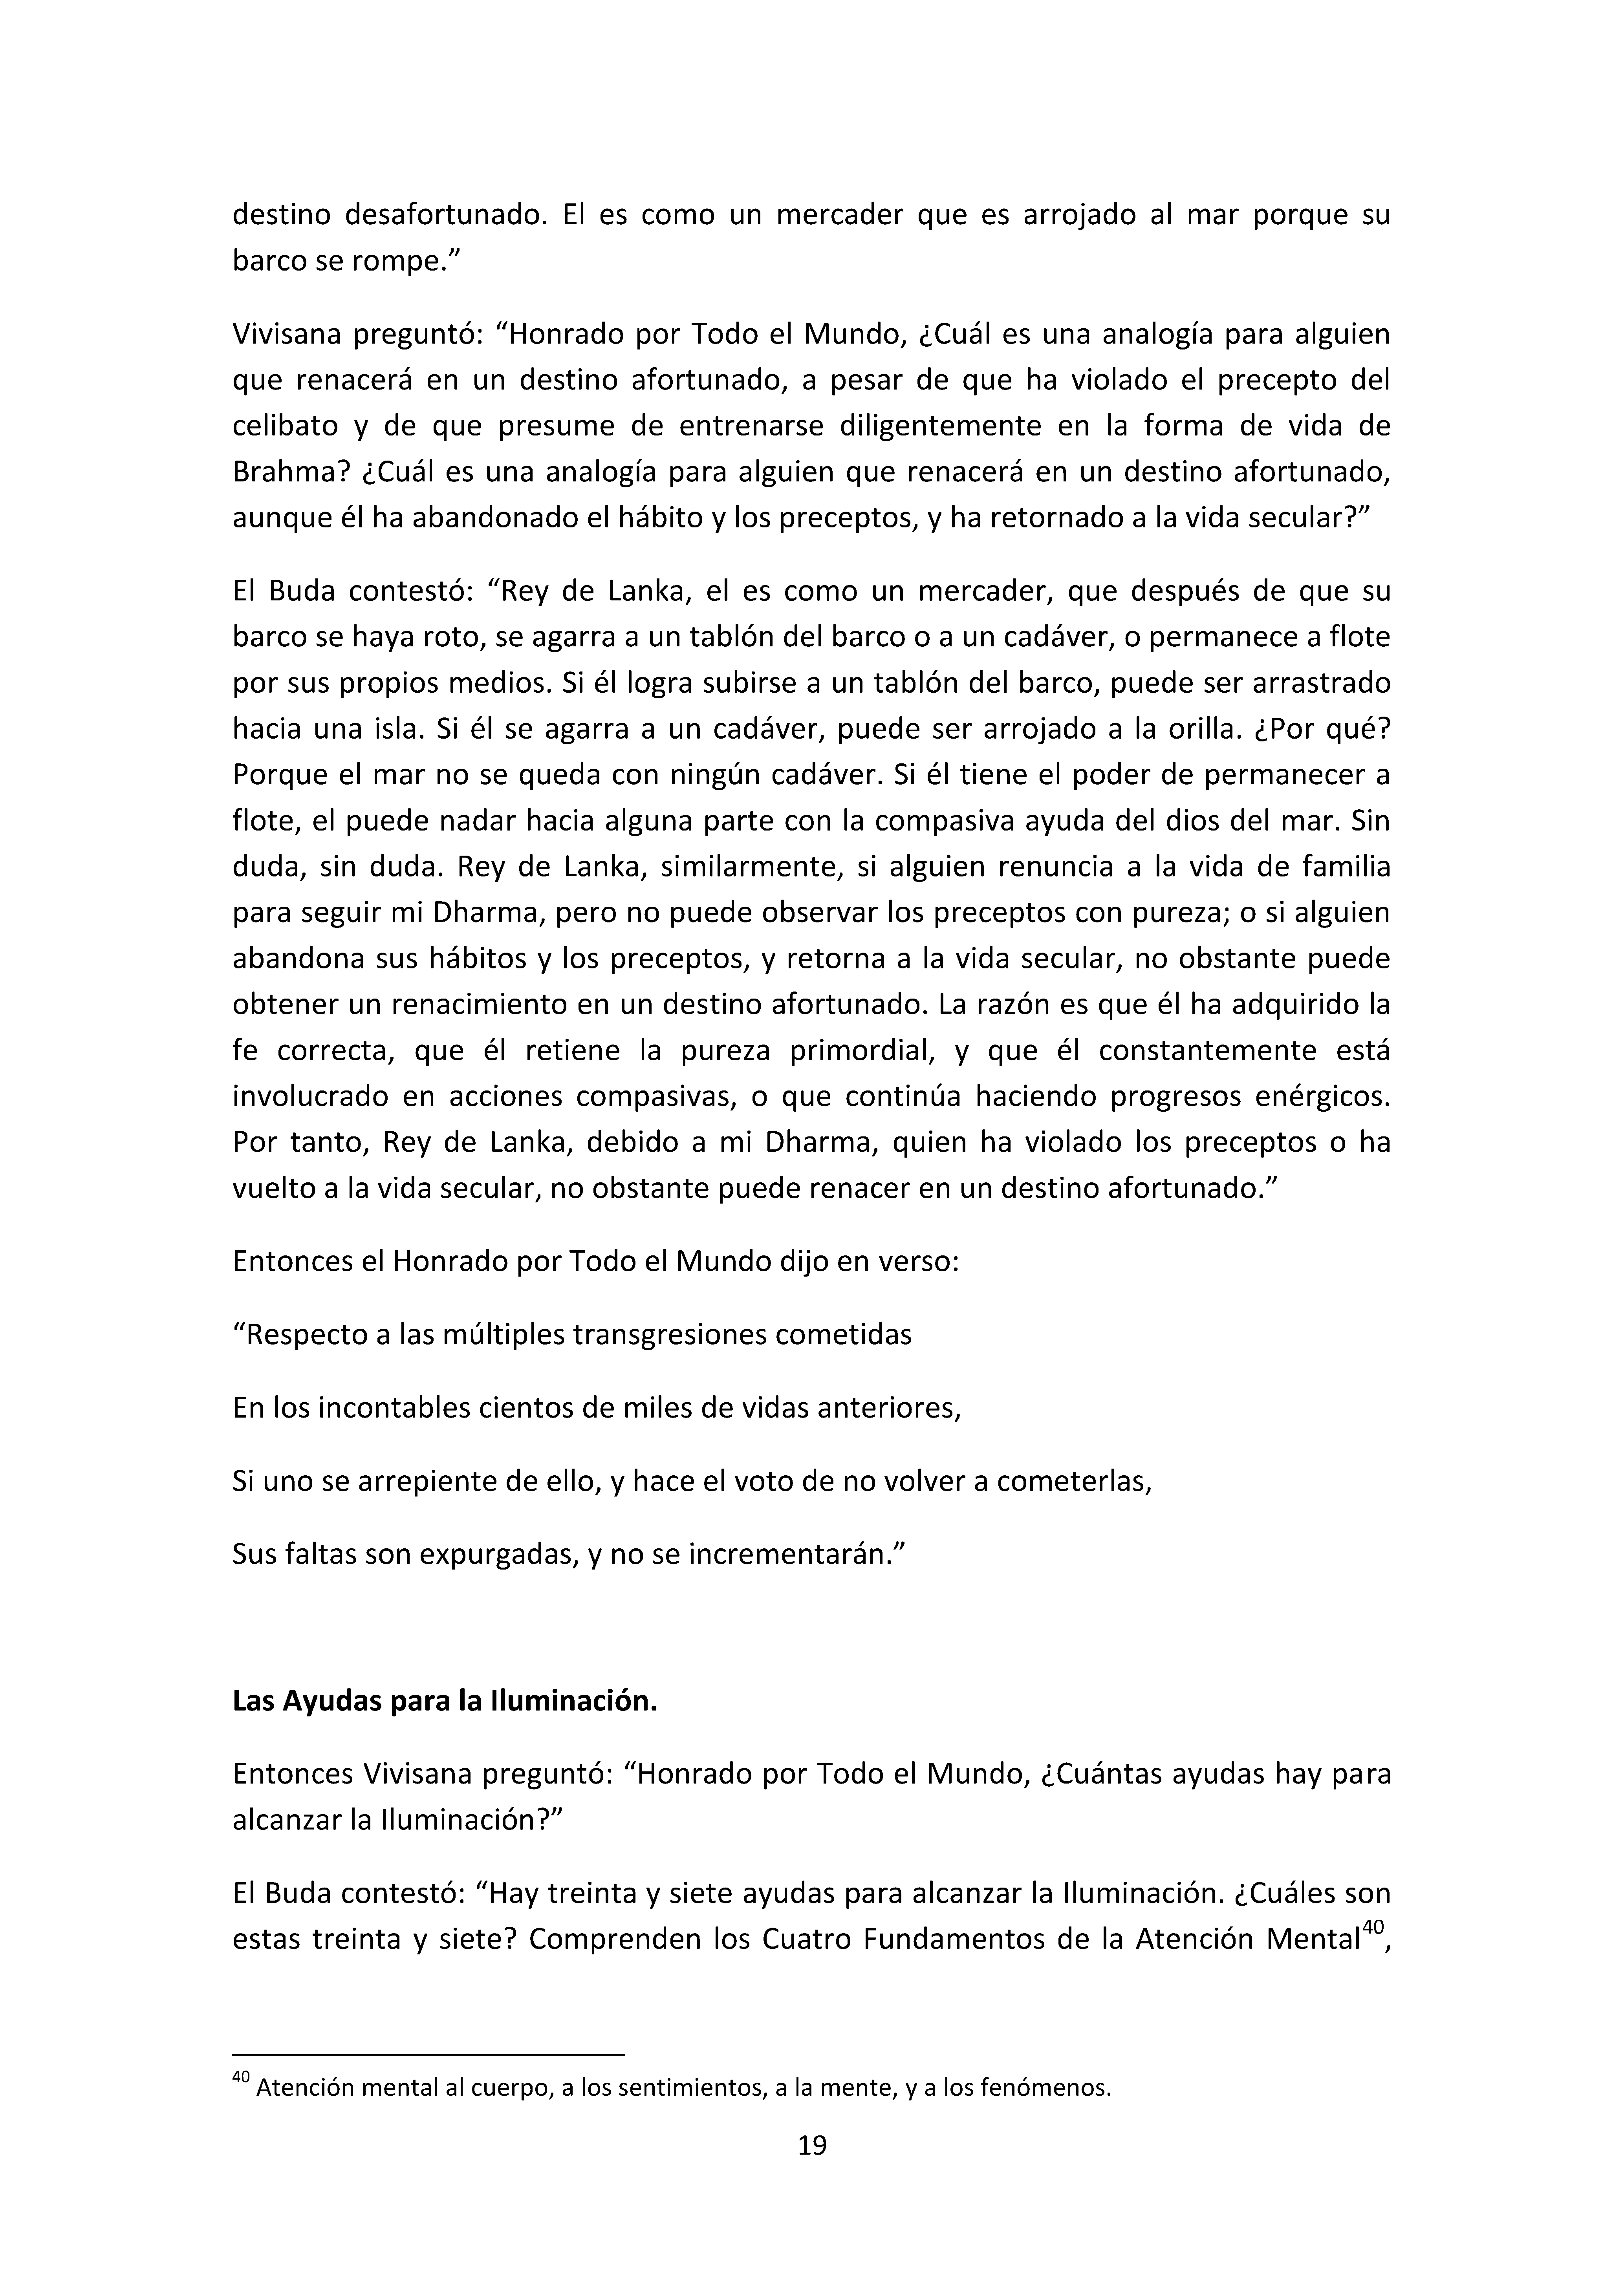 destino desafortunado. El es como un mercader que es arrojado al mar porque su
barco se rompe.”
Vivisana preguntó: “Honrado por Todo el Mundo, ¿Cuál es una analogía para alguien
que renacerá en un destino afortunado, a pesar de que ha violado el precepto del
celibato y de que presume de entrenarse diligentemente en la forma de vida de
Brahma? ¿Cuál es una analogía para alguien que renacerá en un destino afortunado,
aunque él ha abandonado el hábito y los preceptos, y ha retornado a la vida secular?”
El Buda contestó: “Rey de Lanka, el es como un mercader, que después de que su
barco se haya roto, se agarra a un tablón del barco o a un cadáver, o permanece a flote
por sus propios medios. Si él logra subirse a un tablón del barco, puede ser arrastrado
hacia una isla. Si él se agarra a un cadáver, puede ser arrojado a la orilla. ¿Por qué?
Porque el mar no se queda con ningún cadáver. Si él tiene el poder de permanecer a
flote, el puede nadar hacia alguna parte con la compasiva ayuda del dios del mar. Sin
duda, sin duda. Rey de Lanka, similarmente, si alguien renuncia a la vida de familia
para seguir mi Dharma, pero no puede observar los preceptos con pureza; o si alguien
abandona sus hábitos y los preceptos, y retorna a la vida secular, no obstante puede
obtener un renacimiento en un destino afortunado. La razón es que él ha adquirido la
fe correcta, que él retiene la pureza primordial, y que él constantemente está
involucrado en acciones compasivas, o que continúa haciendo progresos enérgicos.
Por tanto, Rey de Lanka, debido a mi Dharma, quien ha violado los preceptos o ha
vuelto a la vida secular, no obstante puede renacer en un destino afortunado.”
Entonces el Honrado por Todo el Mundo dijo en verso:
“Respecto a las múltiples transgresiones cometidas
En los incontables cientos de miles de vidas anteriores,
Si uno se arrepiente de ello, y hace el voto de no volver a cometerlas,
Sus faltas son expurgadas, y no se incrementarán.”
Las Ayudas para la Iluminación.
Entonces Vivisana preguntó: “Honrado por Todo el Mundo, ¿Cuántas ayudas hay para
alcanzar la Iluminación?”
El Buda contestó: “Hay treinta y siete ayudas para alcanzar la Iluminación. ¿Cuáles son
estas treinta y siete? Comprenden los Cuatro Fundamentos de la Atención Mental40,
40 Atención mental al cuerpo, a los sentimientos, a la mente, y a los fenómenos.
19